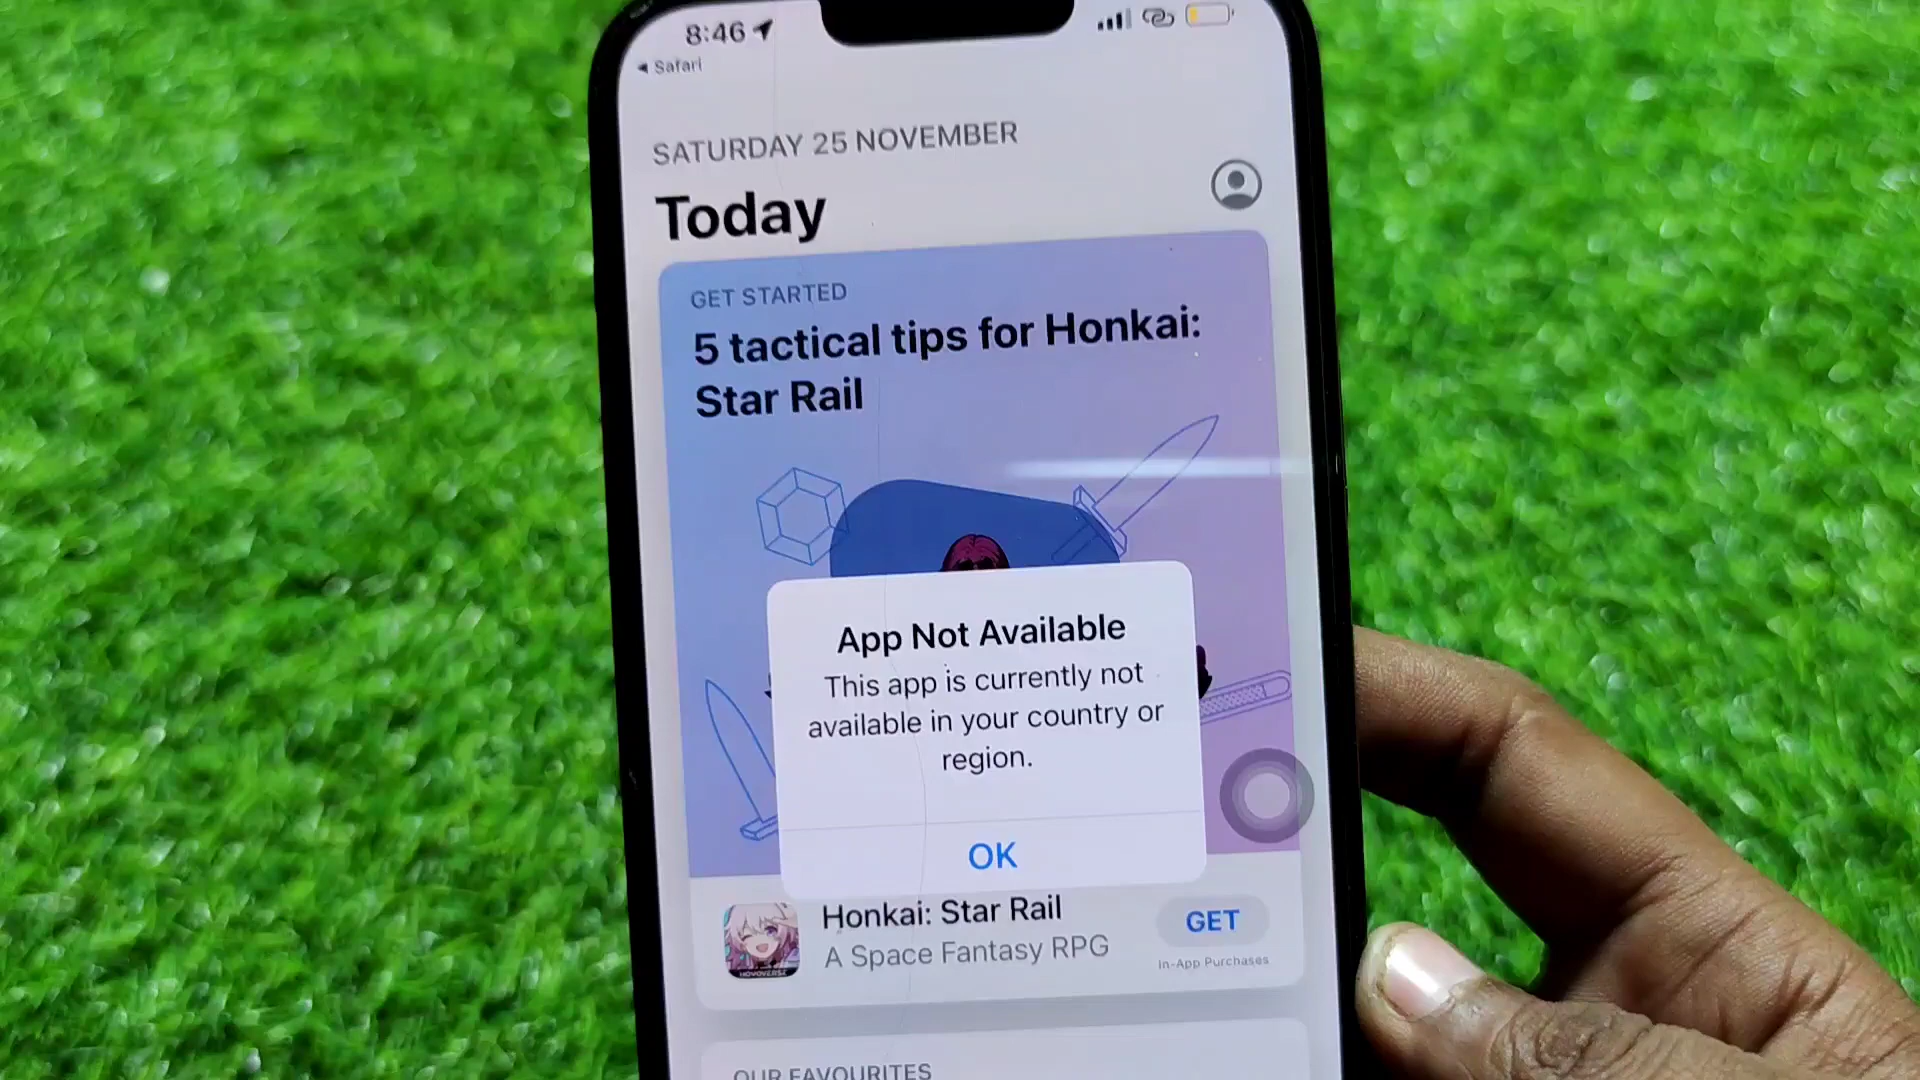 8:46
Safari
SATURDAY 25 NOVEMBER
Today
GET STARTED
5 tactical tips for Honkai:
Star Rail
App Not Available
This app is currently not
available in your country or
region.
OK
Honkai: Star Rail
A Space Fantasy RPG
GET
In-App Purchases
HOYOVERSE
OUR FAVOURITES